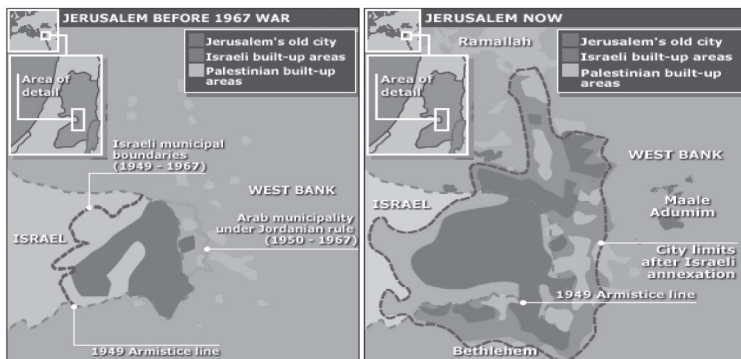 JERUSALEM BEFORE 1967 WAR
Jerusalem's old city
Israeli built-up areas
Palestinian built-up
areas
Area of
detail
Israeli municipal
boundaries
(1949 - 1967)
WEST BANK
Arab municipality
under Jordanian rule
(1950 - 1967)
ISRAEL
1949 Armistice line
JERUSALEM NOW
Ramallah
Jerusalem's old city
Israeli built-up areas
Palestinian built-up
areas
Area of
detail
WEST BANK
ISRAEL
Maale
Adumim
City limits
after Israeli
annexation
1949 Armistice line
Bethlehem